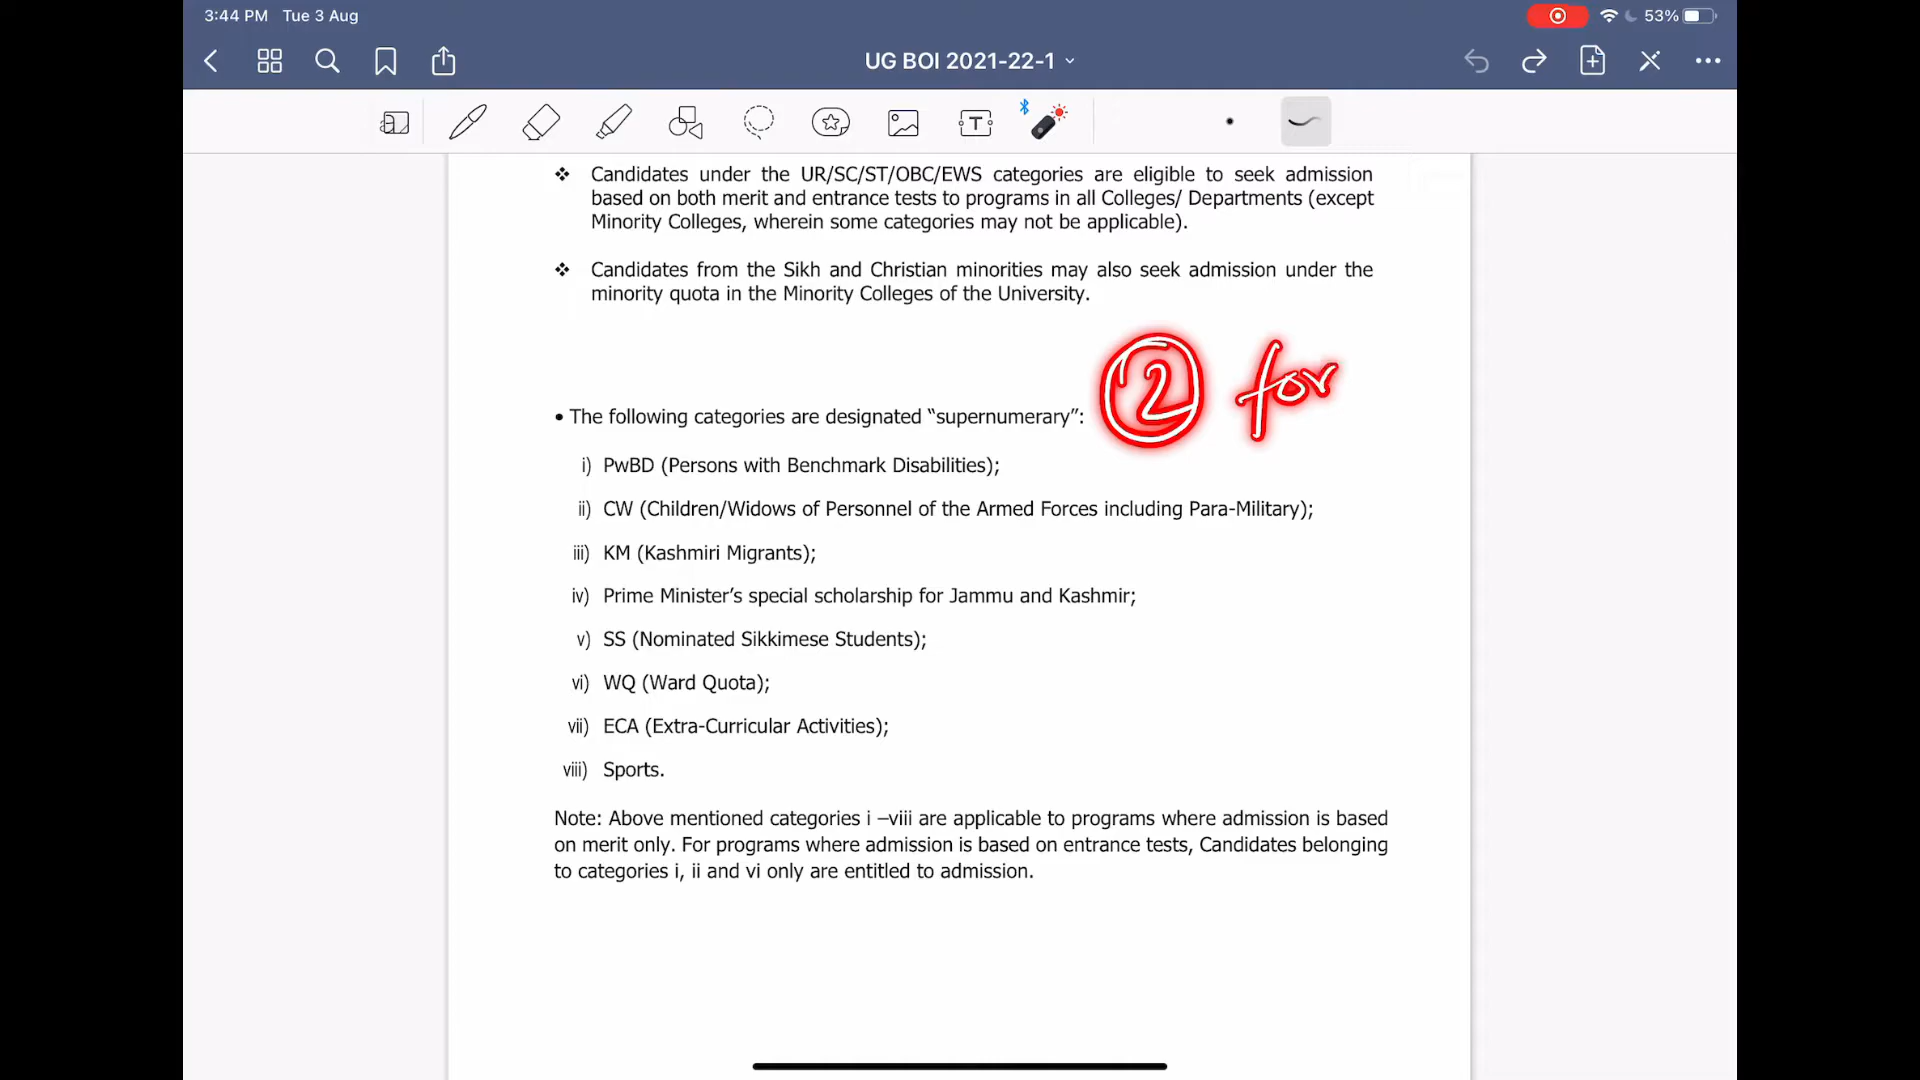 3:44 PM Tue 3 Aug
53%
UG BOI 2021-22-1
❖ Candidates under the UR/SC/ST/OBC/EWS categories are eligible to seek admission
based on both merit and entrance tests to programs in all Colleges/ Departments (except
Minority Colleges, wherein some categories may not be applicable).
❖ Candidates from the Sikh and Christian minorities may also seek admission under the
minority quota in the Minority Colleges of the University.
② for
• The following categories are designated “supernumerary”:
i) PwBD (Persons with Benchmark Disabilities);
ii) CW (Children/Widows of Personnel of the Armed Forces including Para-Military);
iii) KM (Kashmiri Migrants);
iv) Prime Minister’s special scholarship for Jammu and Kashmir;
v) SS (Nominated Sikkimese Students);
vi) WQ (Ward Quota);
vii) ECA (Extra-Curricular Activities);
viii) Sports.
Note: Above mentioned categories i –viii are applicable to programs where admission is based
on merit only. For programs where admission is based on entrance tests, Candidates belonging
to categories i, ii and vi only are entitled to admission.